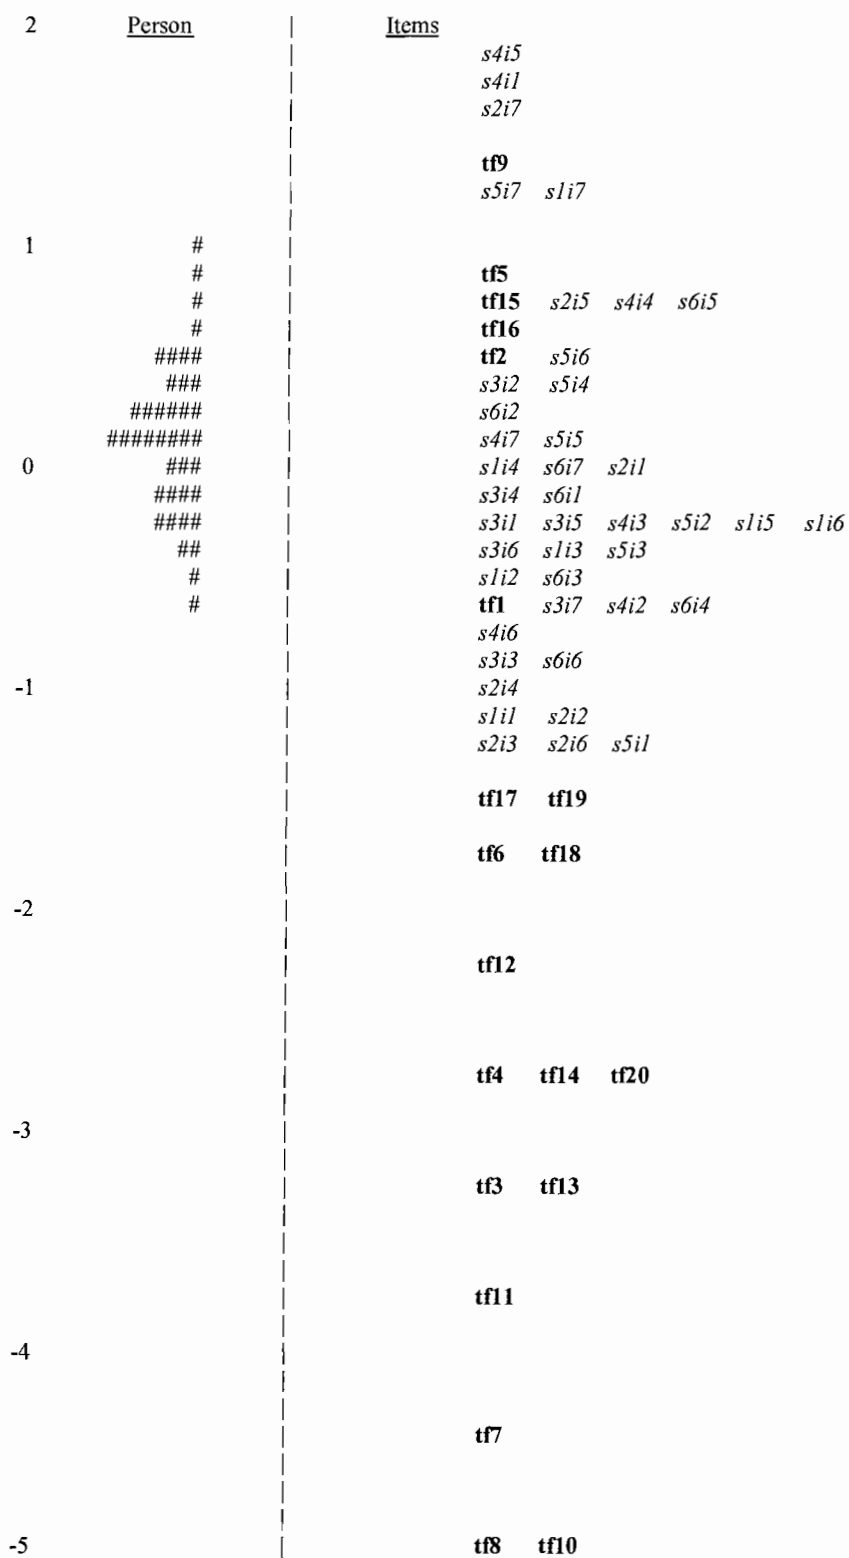 2 Person | Items
s4i5
s4i1
s2i7
tf9
s5i7 s1i7
1 #
# tf5
# tf15 s2i5 s4i4 s6i5
# tf16
#### tf2 s5i6
### s3i2 s5i4
###### s6i2
######## s4i7 s5i5
0 ### s1i4 s6i7 s2i1
#### s3i4 s6i1
#### s3i1 s3i5 s4i3 s5i2 s1i5 s1i6
## s3i6 s1i3 s5i3
# s1i2 s6i3
# tf1 s3i7 s4i2 s6i4
s4i6
s3i3 s6i6
-1 s2i4
s1i1 s2i2
s2i3 s2i6 s5i1
tf17 tf19
tf6 tf18
-2
tf12
tf4 tf14 tf20
-3
tf3 tf13
tf11
-4
tf7
-5 tf8 tf10